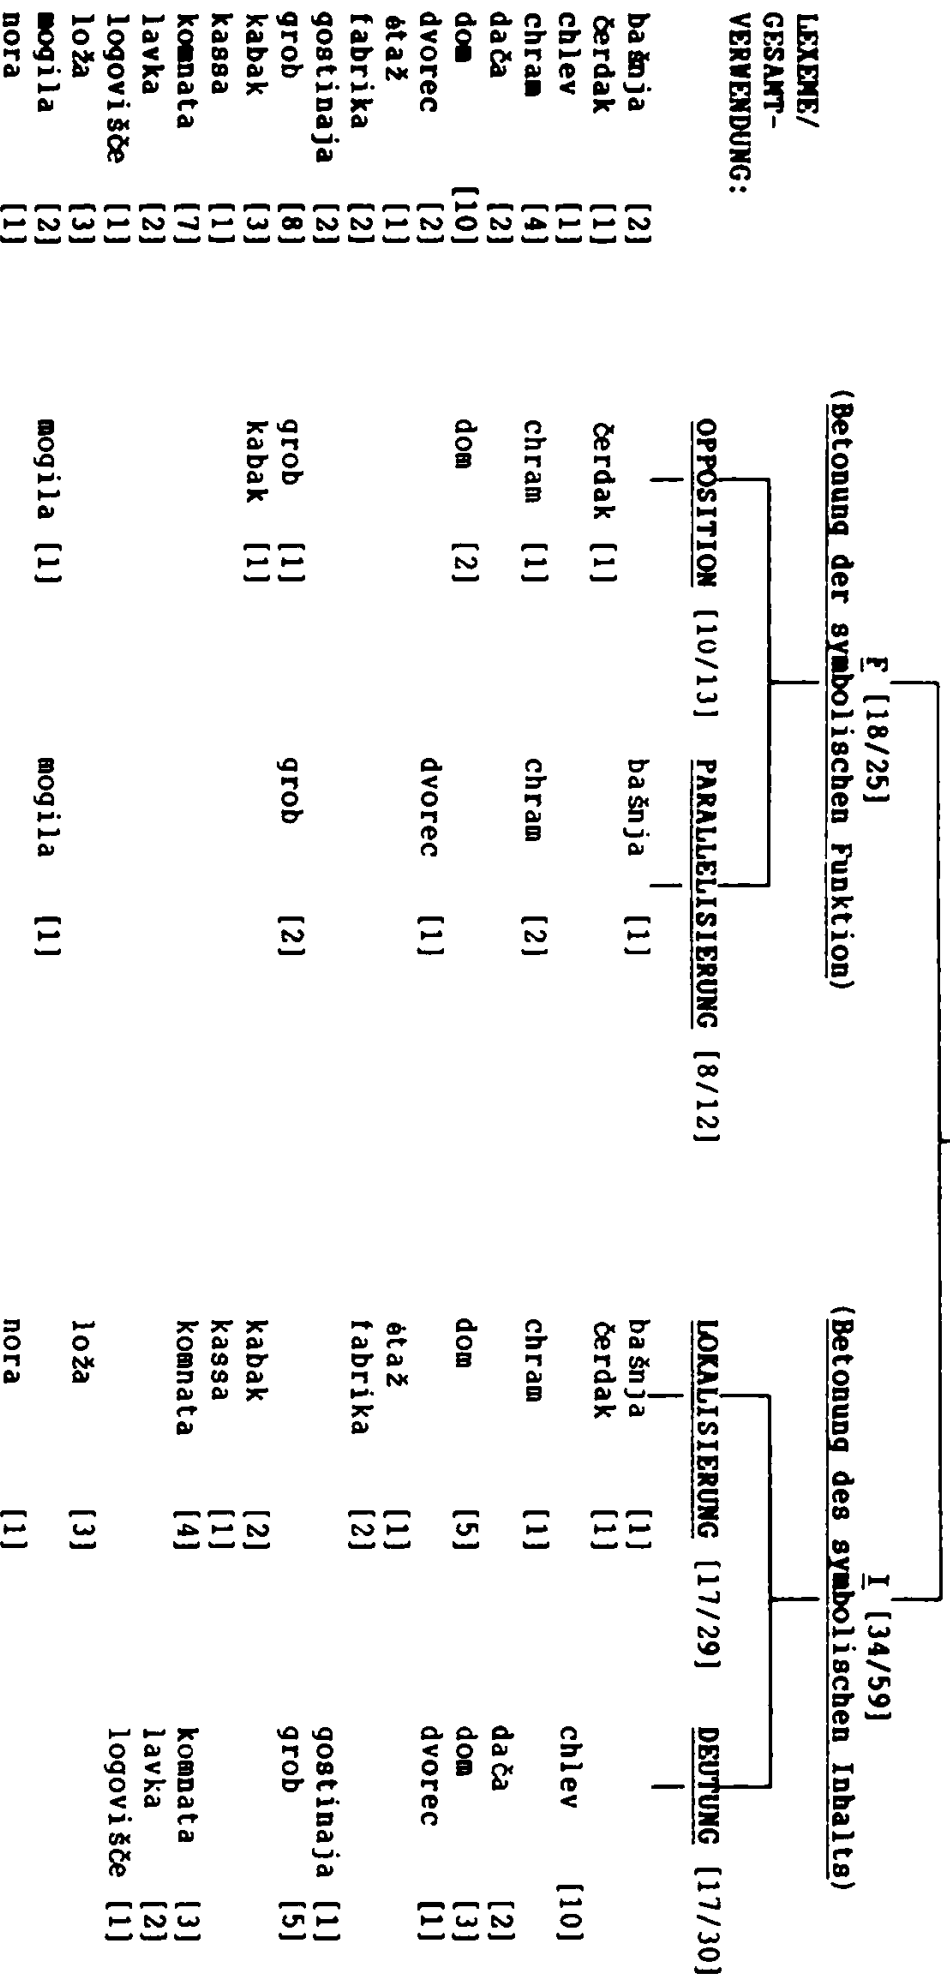 F [18/25] I [34/59]
(Betonung der symbolischen Funktion) (Betonung des symbolischen Inhalts)
LEXEME/
GESAMT-
VERWENDUNG:
OPPOSITION [10/13] PARALLELISIERUNG [8/12] LOKALISIERUNG [17/29] DEUTUNG [17/30]
bašnja [2] bašnja [1] bašnja [1]
čerdak [1] čerdak [1] čerdak [1]
chlev [1] chlev [10]
chram [4] chram [1] chram [2] chram [1]
dača [2] dača [2]
dom [10] dom [2] dom [5] dom [3]
dvorec [2] dvorec [1] dvorec [1]
ėtaž [1] ėtaž [1]
fabrika [2] fabrika [2]
gostinaja [2] gostinaja [1]
grob [8] grob [1] grob [2] grob [5]
kabak [3] kabak [1] kabak [2]
kassa [1] kassa [1]
komnata [7] komnata [4] komnata [3]
lavka [2] lavka [2]
logovišče [1] logovišče [1]
loža [3] loža [3]
mogila [2] mogila [1] mogila [1]
nora [1] nora [1]